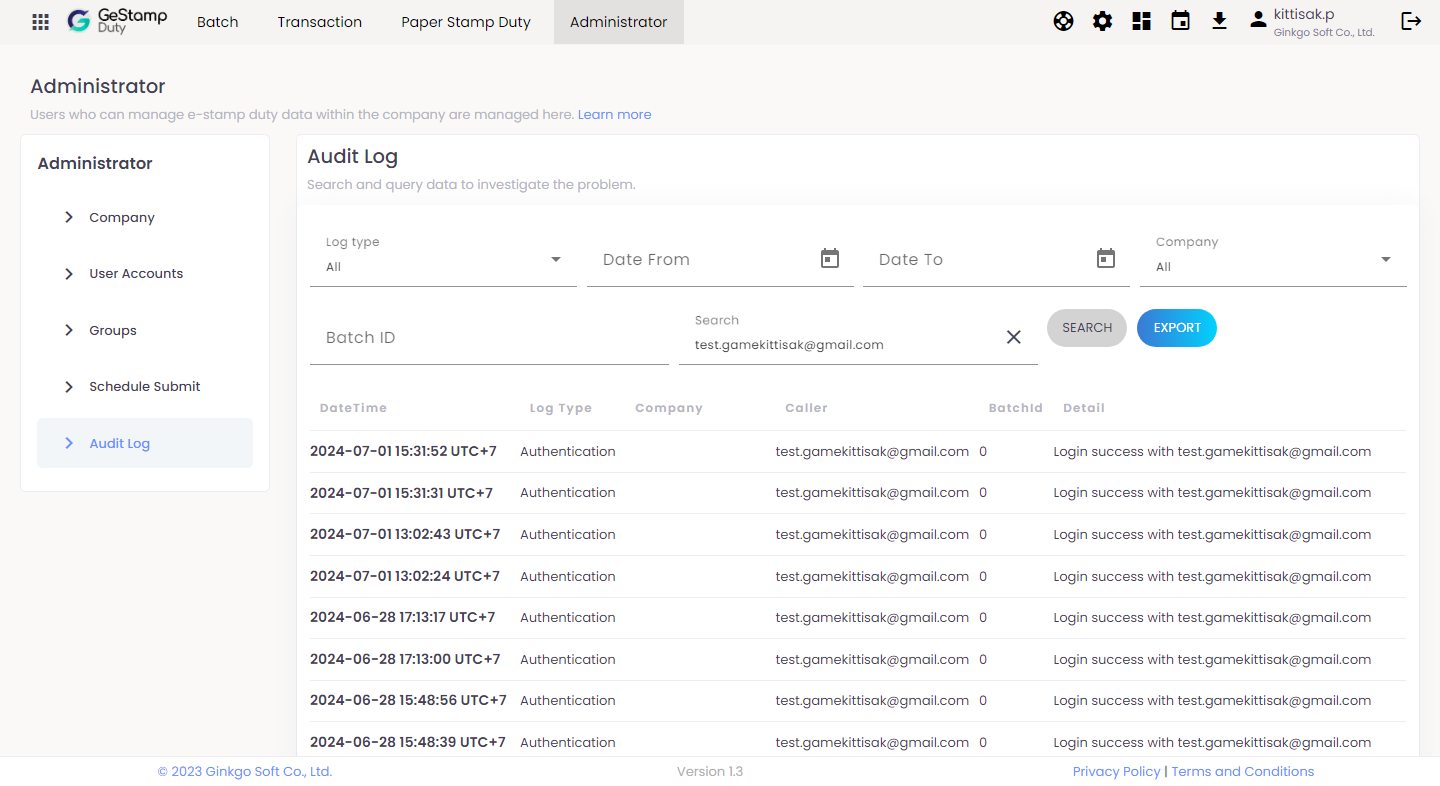 GeStamp
Duty
Batch
Transaction
Paper Stamp Duty
Administrator
kittisak.p
Ginkgo Soft Co., Ltd.
Administrator
Users who can manage e-stamp duty data within the company are managed here. Learn more
Administrator
Company
User Accounts
Groups
Schedule Submit
Audit Log
Audit Log
Search and query data to investigate the problem.
Log type
All
Date From
Date To
Company
All
Batch ID
Search
test.gamekittisak@gmail.com
SEARCH
EXPORT
DateTime Log Type Company Caller BatchId Detail
2024-07-01 15:31:52 UTC+7 Authentication test.gamekittisak@gmail.com 0 Login success with test.gamekittisak@gmail.com
2024-07-01 15:31:31 UTC+7 Authentication test.gamekittisak@gmail.com 0 Login success with test.gamekittisak@gmail.com
2024-07-01 13:02:43 UTC+7 Authentication test.gamekittisak@gmail.com 0 Login success with test.gamekittisak@gmail.com
2024-07-01 13:02:24 UTC+7 Authentication test.gamekittisak@gmail.com 0 Login success with test.gamekittisak@gmail.com
2024-06-28 17:13:17 UTC+7 Authentication test.gamekittisak@gmail.com 0 Login success with test.gamekittisak@gmail.com
2024-06-28 17:13:00 UTC+7 Authentication test.gamekittisak@gmail.com 0 Login success with test.gamekittisak@gmail.com
2024-06-28 15:48:56 UTC+7 Authentication test.gamekittisak@gmail.com 0 Login success with test.gamekittisak@gmail.com
2024-06-28 15:48:39 UTC+7 Authentication test.gamekittisak@gmail.com 0 Login success with test.gamekittisak@gmail.com
© 2023 Ginkgo Soft Co., Ltd.
Version 1.3
Privacy Policy | Terms and Conditions